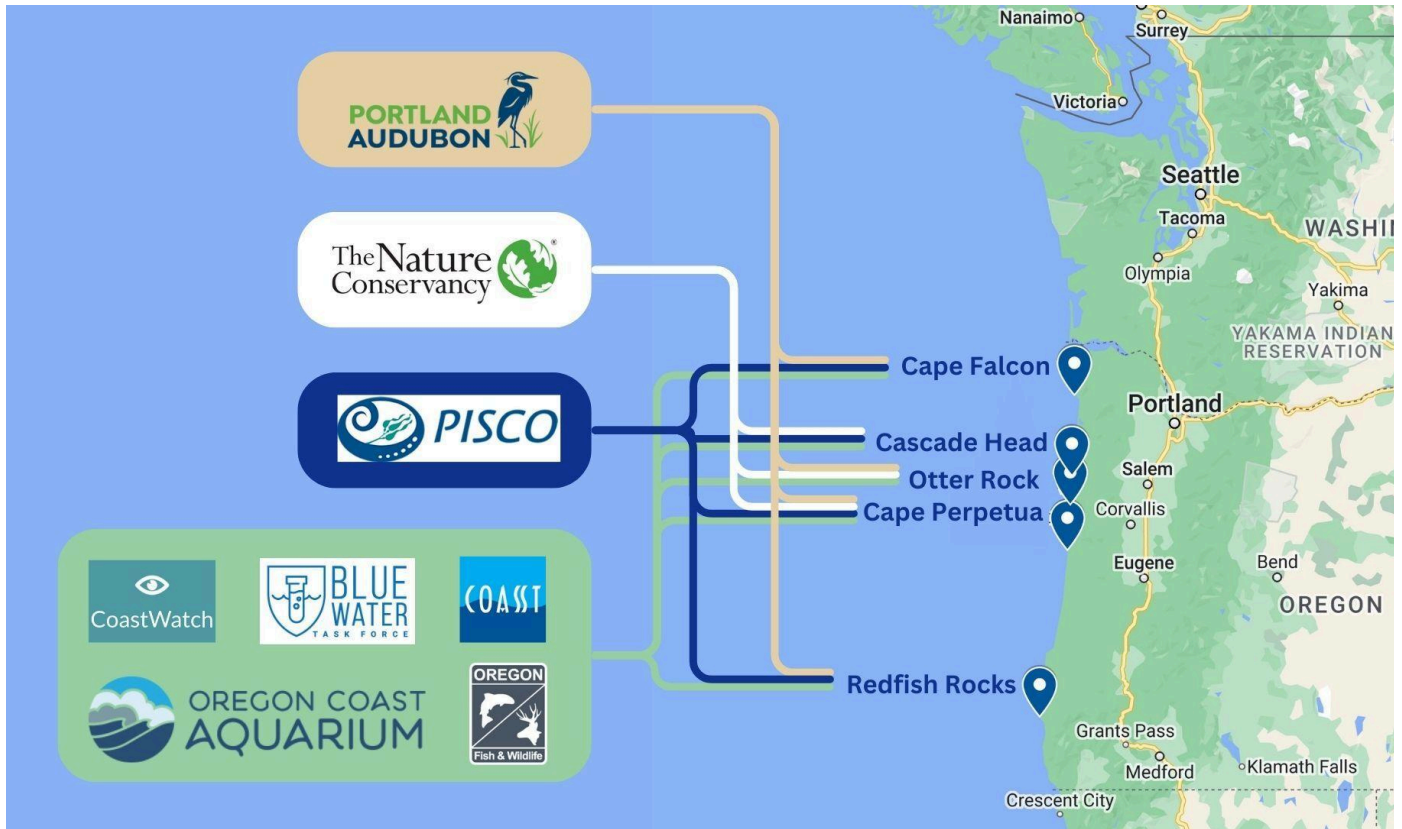 PORTLAND
AUDUBON
The Nature
Conservancy
®
PISCO
CoastWatch
BLUE
WATER
TASK FORCE
COASST
OREGON COAST
AQUARIUM
OREGON
Fish & Wildlife
Cape Falcon
Cascade Head
Otter Rock
Cape Perpetua
Redfish Rocks
Nanaimo
Surrey
Victoria
Seattle
Tacoma
WASHI
Olympia
Yakima
YAKAMA INDIAN
RESERVATION
Portland
Salem
Corvallis
Eugene
Bend
OREGON
Grants Pass
Medford
Klamath Falls
Crescent City